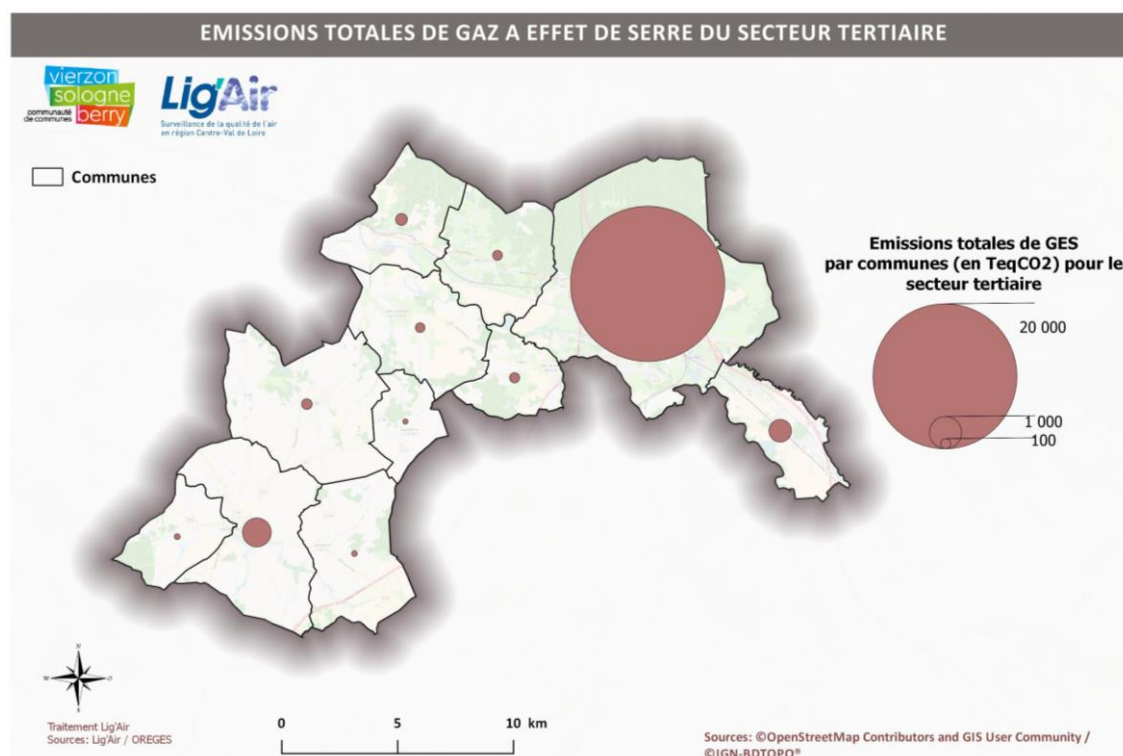 EMISSIONS TOTALES DE GAZ A EFFET DE SERRE DU SECTEUR TERTIAIRE
vierzon
sologne
berry
communauté
de communes
Lig'Air
Surveillance de la qualité de l'air
en région Centre-Val de Loire
Communes
Emissions totales de GES
par communes (en TeqCO2) pour le
secteur tertiaire
20 000
1 000
100
N
W
O
S
Traitement Lig'Air
Sources: Lig'Air / OREGES
0 5 10 km
Sources: ©OpenStreetMap Contributors and GIS User Community /
©IGN-BDTOPO®